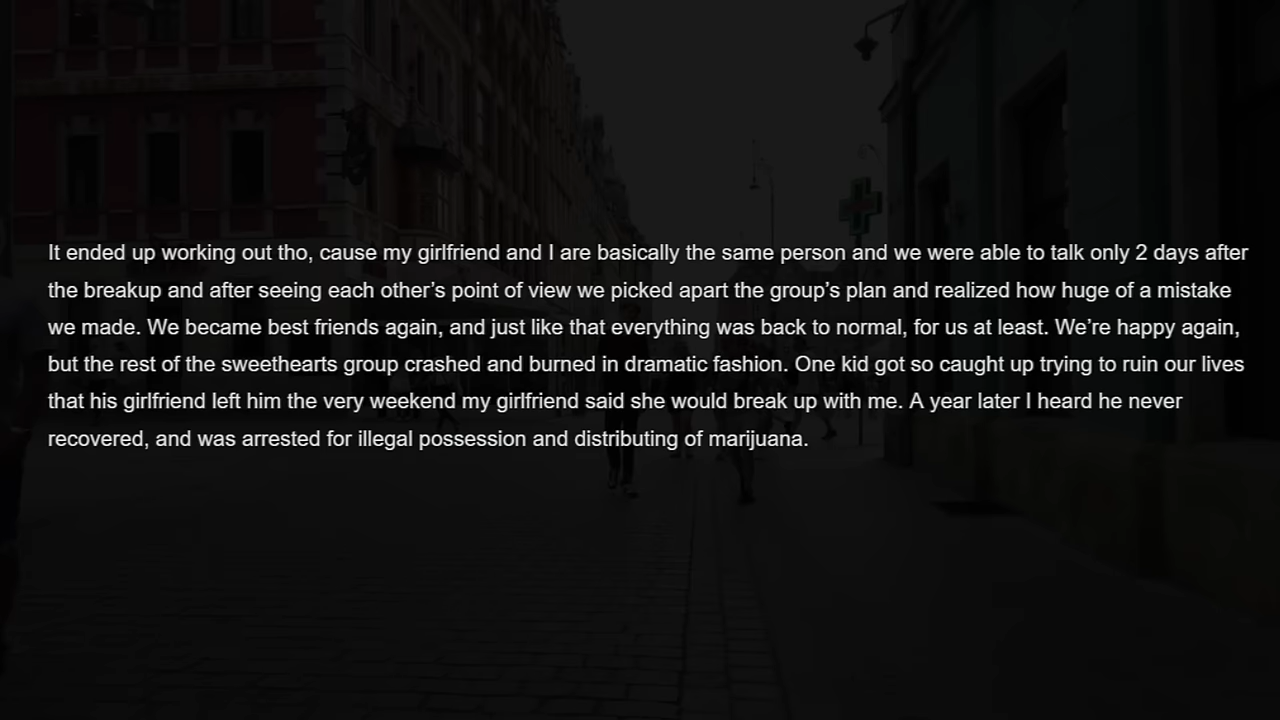 It ended up working out tho, cause my girlfriend and I are basically the same person and we were able to talk only 2 days after
the breakup and after seeing each other’s point of view we picked apart the group’s plan and realized how huge of a mistake
we made. We became best friends again, and just like that everything was back to normal, for us at least. We’re happy again,
but the rest of the sweethearts group crashed and burned in dramatic fashion. One kid got so caught up trying to ruin our lives
that his girlfriend left him the very weekend my girlfriend said she would break up with me. A year later I heard he never
recovered, and was arrested for illegal possession and distributing of marijuana.